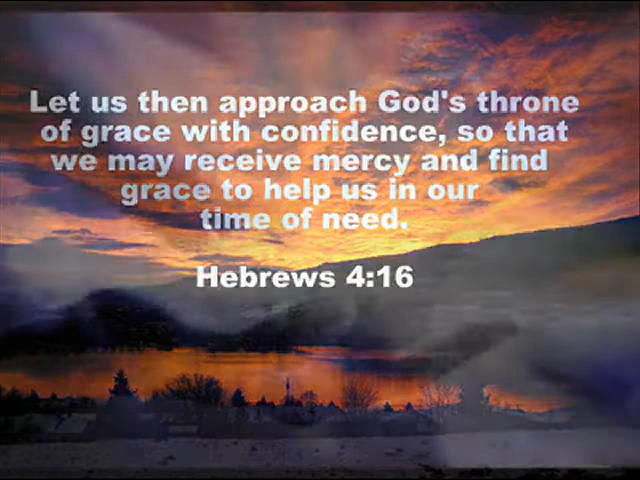 Let us then approach God's throne
of grace with confidence, so that
we may receive mercy and find
grace to help us in our
time of need.
Hebrews 4:16